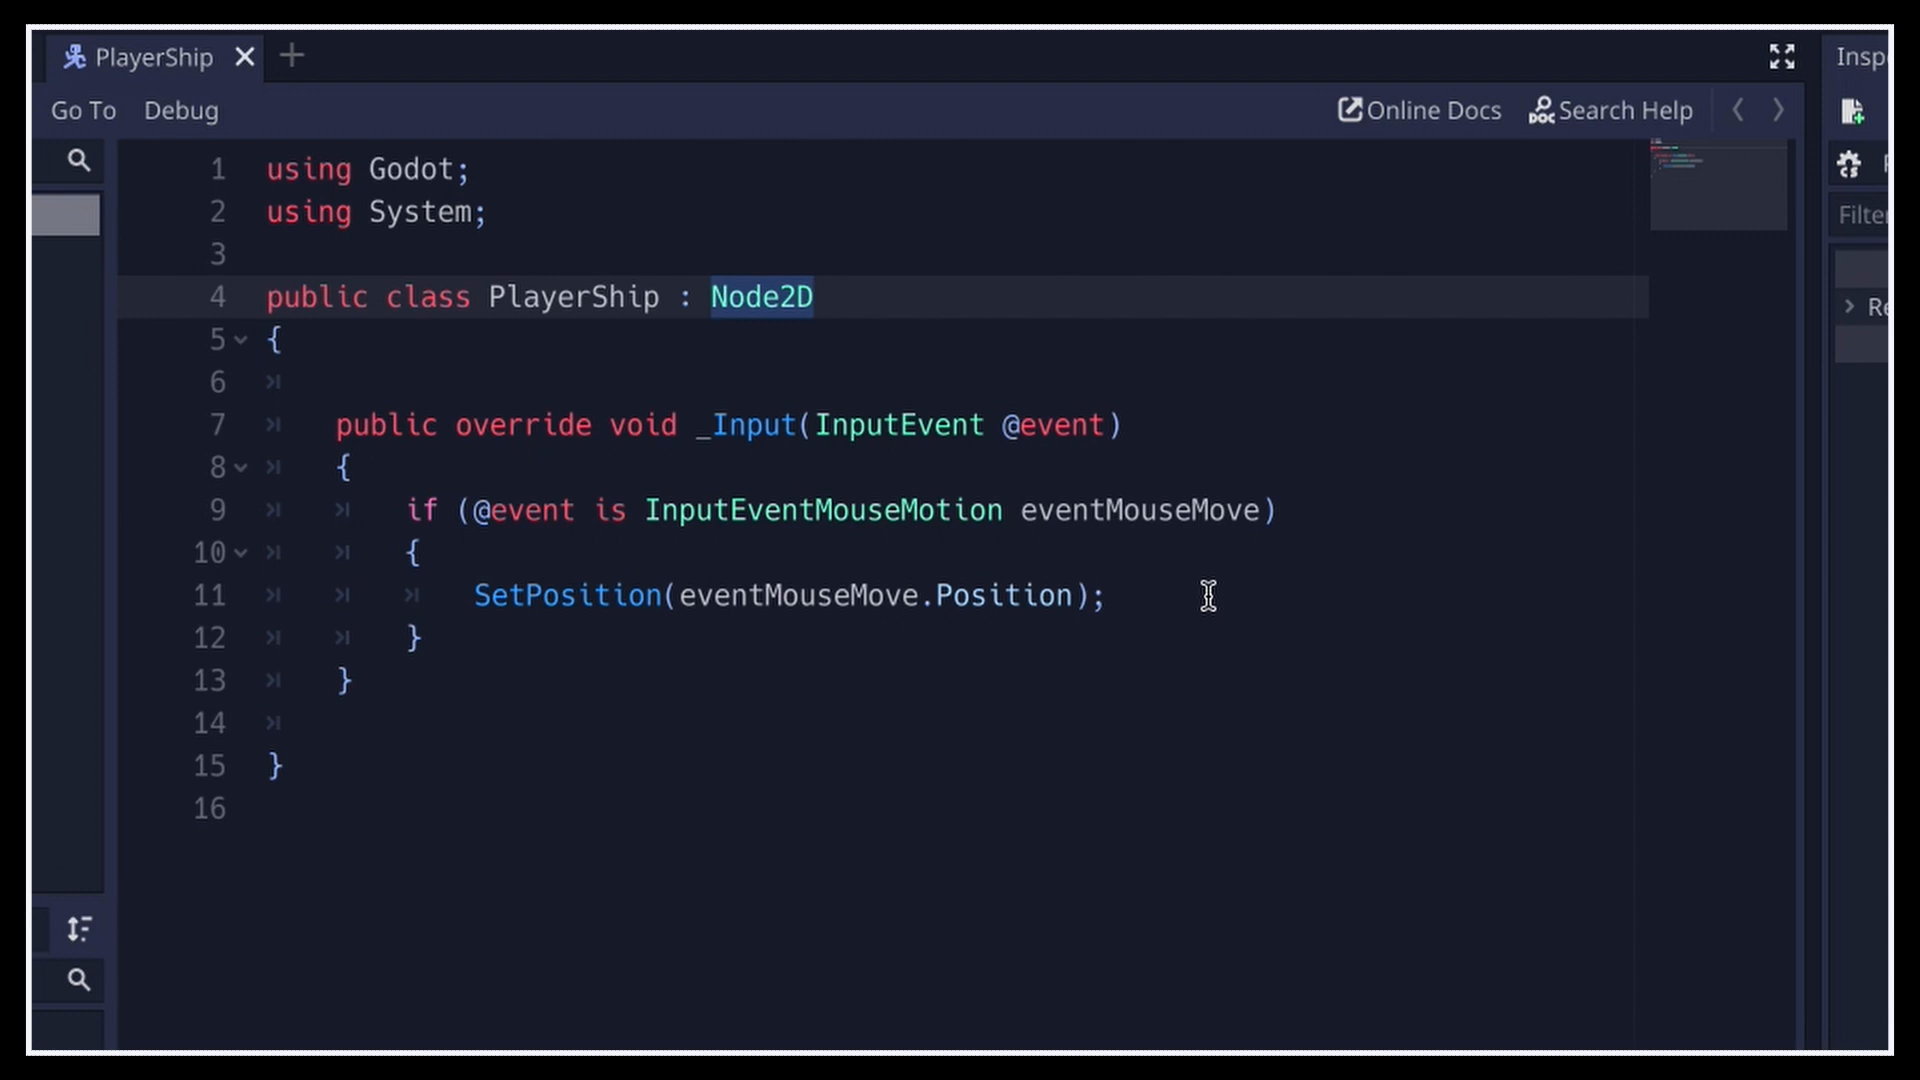 PlayerShip
Insp
Go To Debug Online Docs Search Help
Filte
Re
1 using Godot;
2 using System;
3
4 public class PlayerShip : Node2D
5 {
6
7 public override void _Input(InputEvent @event)
8 {
9 if (@event is InputEventMouseMotion eventMouseMove)
10 {
11 SetPosition(eventMouseMove.Position);
12 }
13 }
14
15 }
16